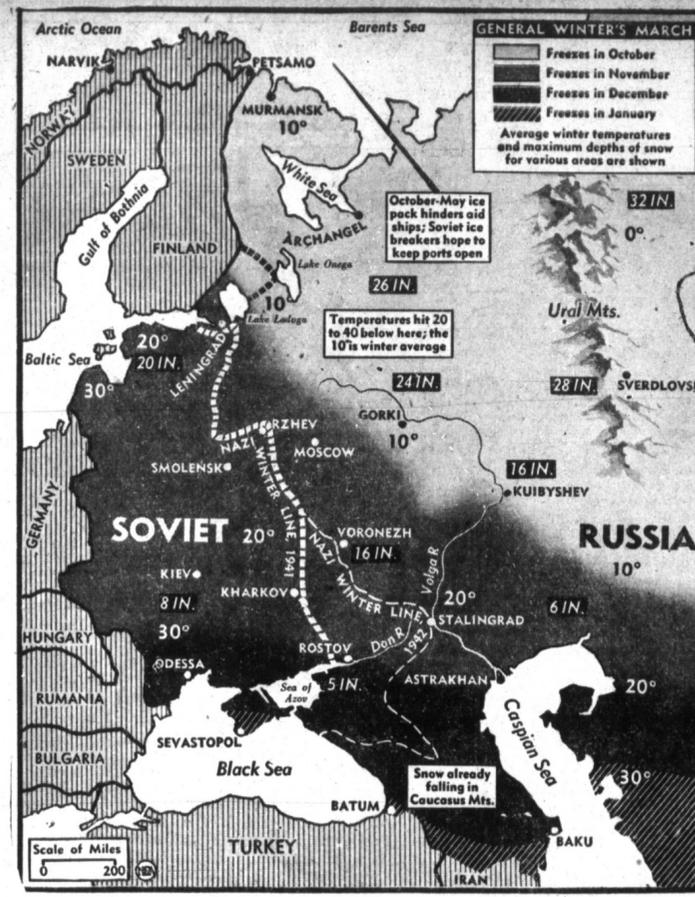 Arctic Ocean
Barents Sea
GENERAL WINTER'S MARCH
Freezes in October
Freezes in November
Freezes in December
Freezes in January
Average winter temperatures
and maximum depths of snow
for various areas are shown
NARVIK
PETSAMO
MURMANSK
10°
NORWAY
SWEDEN
White Sea
Gulf of Bothnia
FINLAND
ARCHANGEL
October-May ice
pack hinders aid
ships; Soviet ice
breakers hope to
keep ports open
32 IN.
0°
Lake Onega
26 IN.
10°
Lake Ladoga
Ural Mts.
Temperatures hit 20
to 40 below here; the
10° is winter average
Baltic Sea
20°
20 IN.
LENINGRAD
30°
24 IN.
28 IN.
SVERDLOVS
GORKI
10°
RZHEV
MOSCOW
SMOLENSK
NAZI WINTER LINE 1941
16 IN.
KUIBYSHEV
GERMANY
SOVIET
20°
RUSSIA
VORONEZH
16 IN.
NAZI WINTER LINE 1942
Volga R
10°
KIEV
KHARKOV
8 IN.
20°
STALINGRAD
6 IN.
HUNGARY
30°
Don R
ROSTOV
ODESSA
5 IN.
Sea of
Azov
ASTRAKHAN
20°
RUMANIA
Caspian Sea
BULGARIA
SEVASTOPOL
Black Sea
Snow already
falling in
Caucasus Mts.
30°
BATUM
BAKU
TURKEY
IRAN
Scale of Miles
0 200